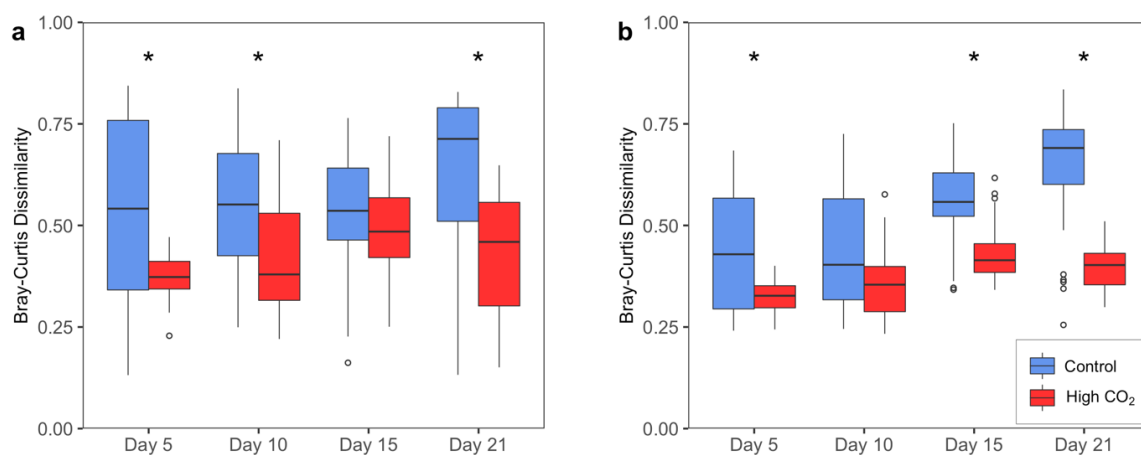 a
Bray-Curtis Dissimilarity
1.00
0.75
0.50
0.25
0.00
* * *
Day 5 Day 10 Day 15 Day 21
b
Bray-Curtis Dissimilarity
1.00
0.75
0.50
0.25
0.00
* * *
Control
High CO₂
Day 5 Day 10 Day 15 Day 21